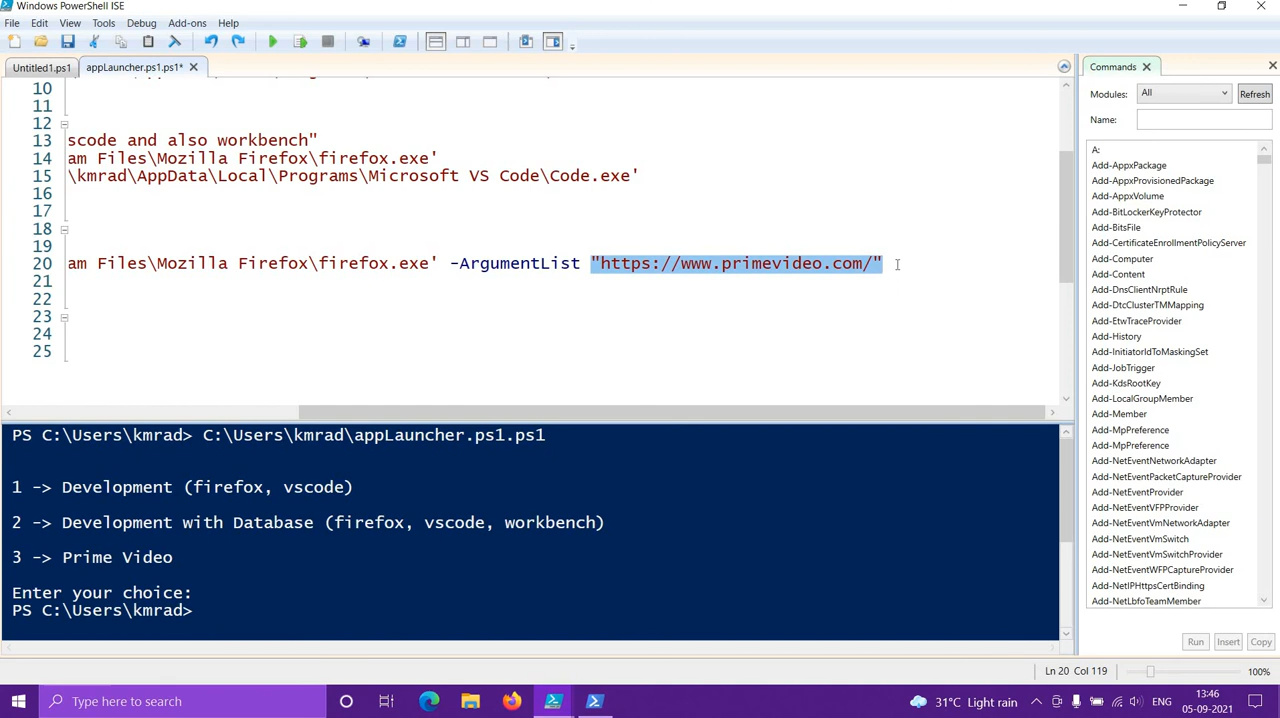 Windows PowerShell ISE
File Edit View Tools Debug Add-ons Help
Untitled1.ps1 appLauncher.ps1.ps1*
10
11
12
13 scode and also workbench"
14 am Files\Mozilla Firefox\firefox.exe'
15 \kmrad\AppData\Local\Programs\Microsoft VS Code\Code.exe'
16
17
18
19
20 am Files\Mozilla Firefox\firefox.exe' -ArgumentList "https://www.primevideo.com/"
21
22
23
24
25
PS C:\Users\kmrad> C:\Users\kmrad\appLauncher.ps1.ps1
1 -> Development (firefox, vscode)
2 -> Development with Database (firefox, vscode, workbench)
3 -> Prime Video
Enter your choice:
PS C:\Users\kmrad>
Commands
Modules: All Refresh
Name:
A:
Add-AppxPackage
Add-AppxProvisionedPackage
Add-AppxVolume
Add-BitLockerKeyProtector
Add-BitsFile
Add-CertificateEnrollmentPolicyServer
Add-Computer
Add-Content
Add-DnsClientNrptRule
Add-DtcClusterTMMapping
Add-EtwTraceProvider
Add-History
Add-InitiatorIdToMaskingSet
Add-JobTrigger
Add-KdsRootKey
Add-LocalGroupMember
Add-Member
Add-MpPreference
Add-MpPreference
Add-NetEventNetworkAdapter
Add-NetEventPacketCaptureProvider
Add-NetEventProvider
Add-NetEventVFPProvider
Add-NetEventVmNetworkAdapter
Add-NetEventVmSwitch
Add-NetEventVmSwitchProvider
Add-NetEventWFPCaptureProvider
Add-NetIPHttpsCertBinding
Add-NetLbfoTeamMember
Run Insert Copy
Ln 20 Col 119 100%
Type here to search
31°C Light rain ENG 13:46
05-09-2021